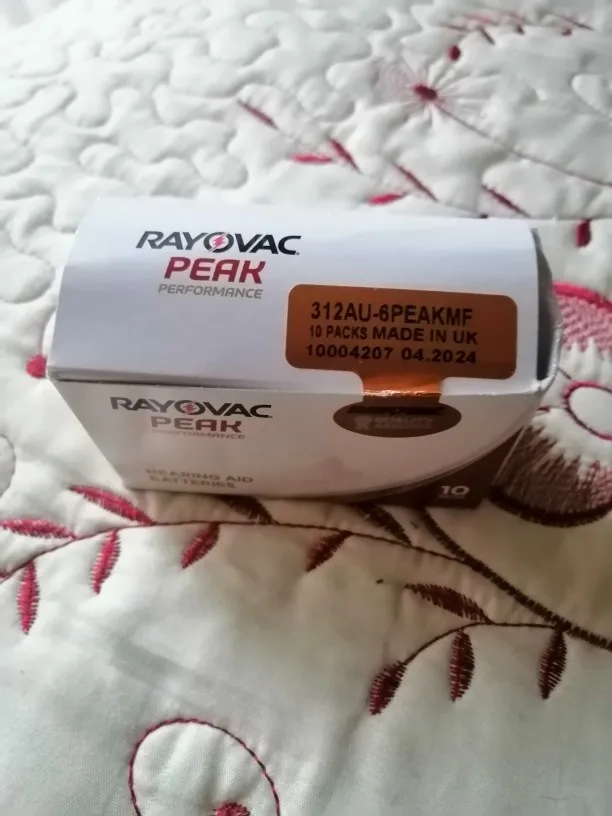 RAYOVAC
PEAK
PERFORMANCE
312AU-6PEAKMF
10 PACKS MADE IN UK
10004207 04.2024
RAYOVAC
PEAK
PERFORMANCE
HEARING AID
BATTERIES
10